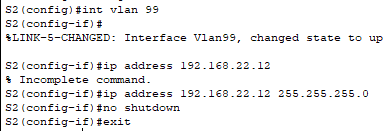 S2(config)#int vlan 99
S2(config-if)#
%LINK-5-CHANGED: Interface Vlan99, changed state to up
S2(config-if)#ip address 192.168.22.12
% Incomplete command.
S2(config-if)#ip address 192.168.22.12 255.255.255.0
S2(config-if)#no shutdown
S2(config-if)#exit